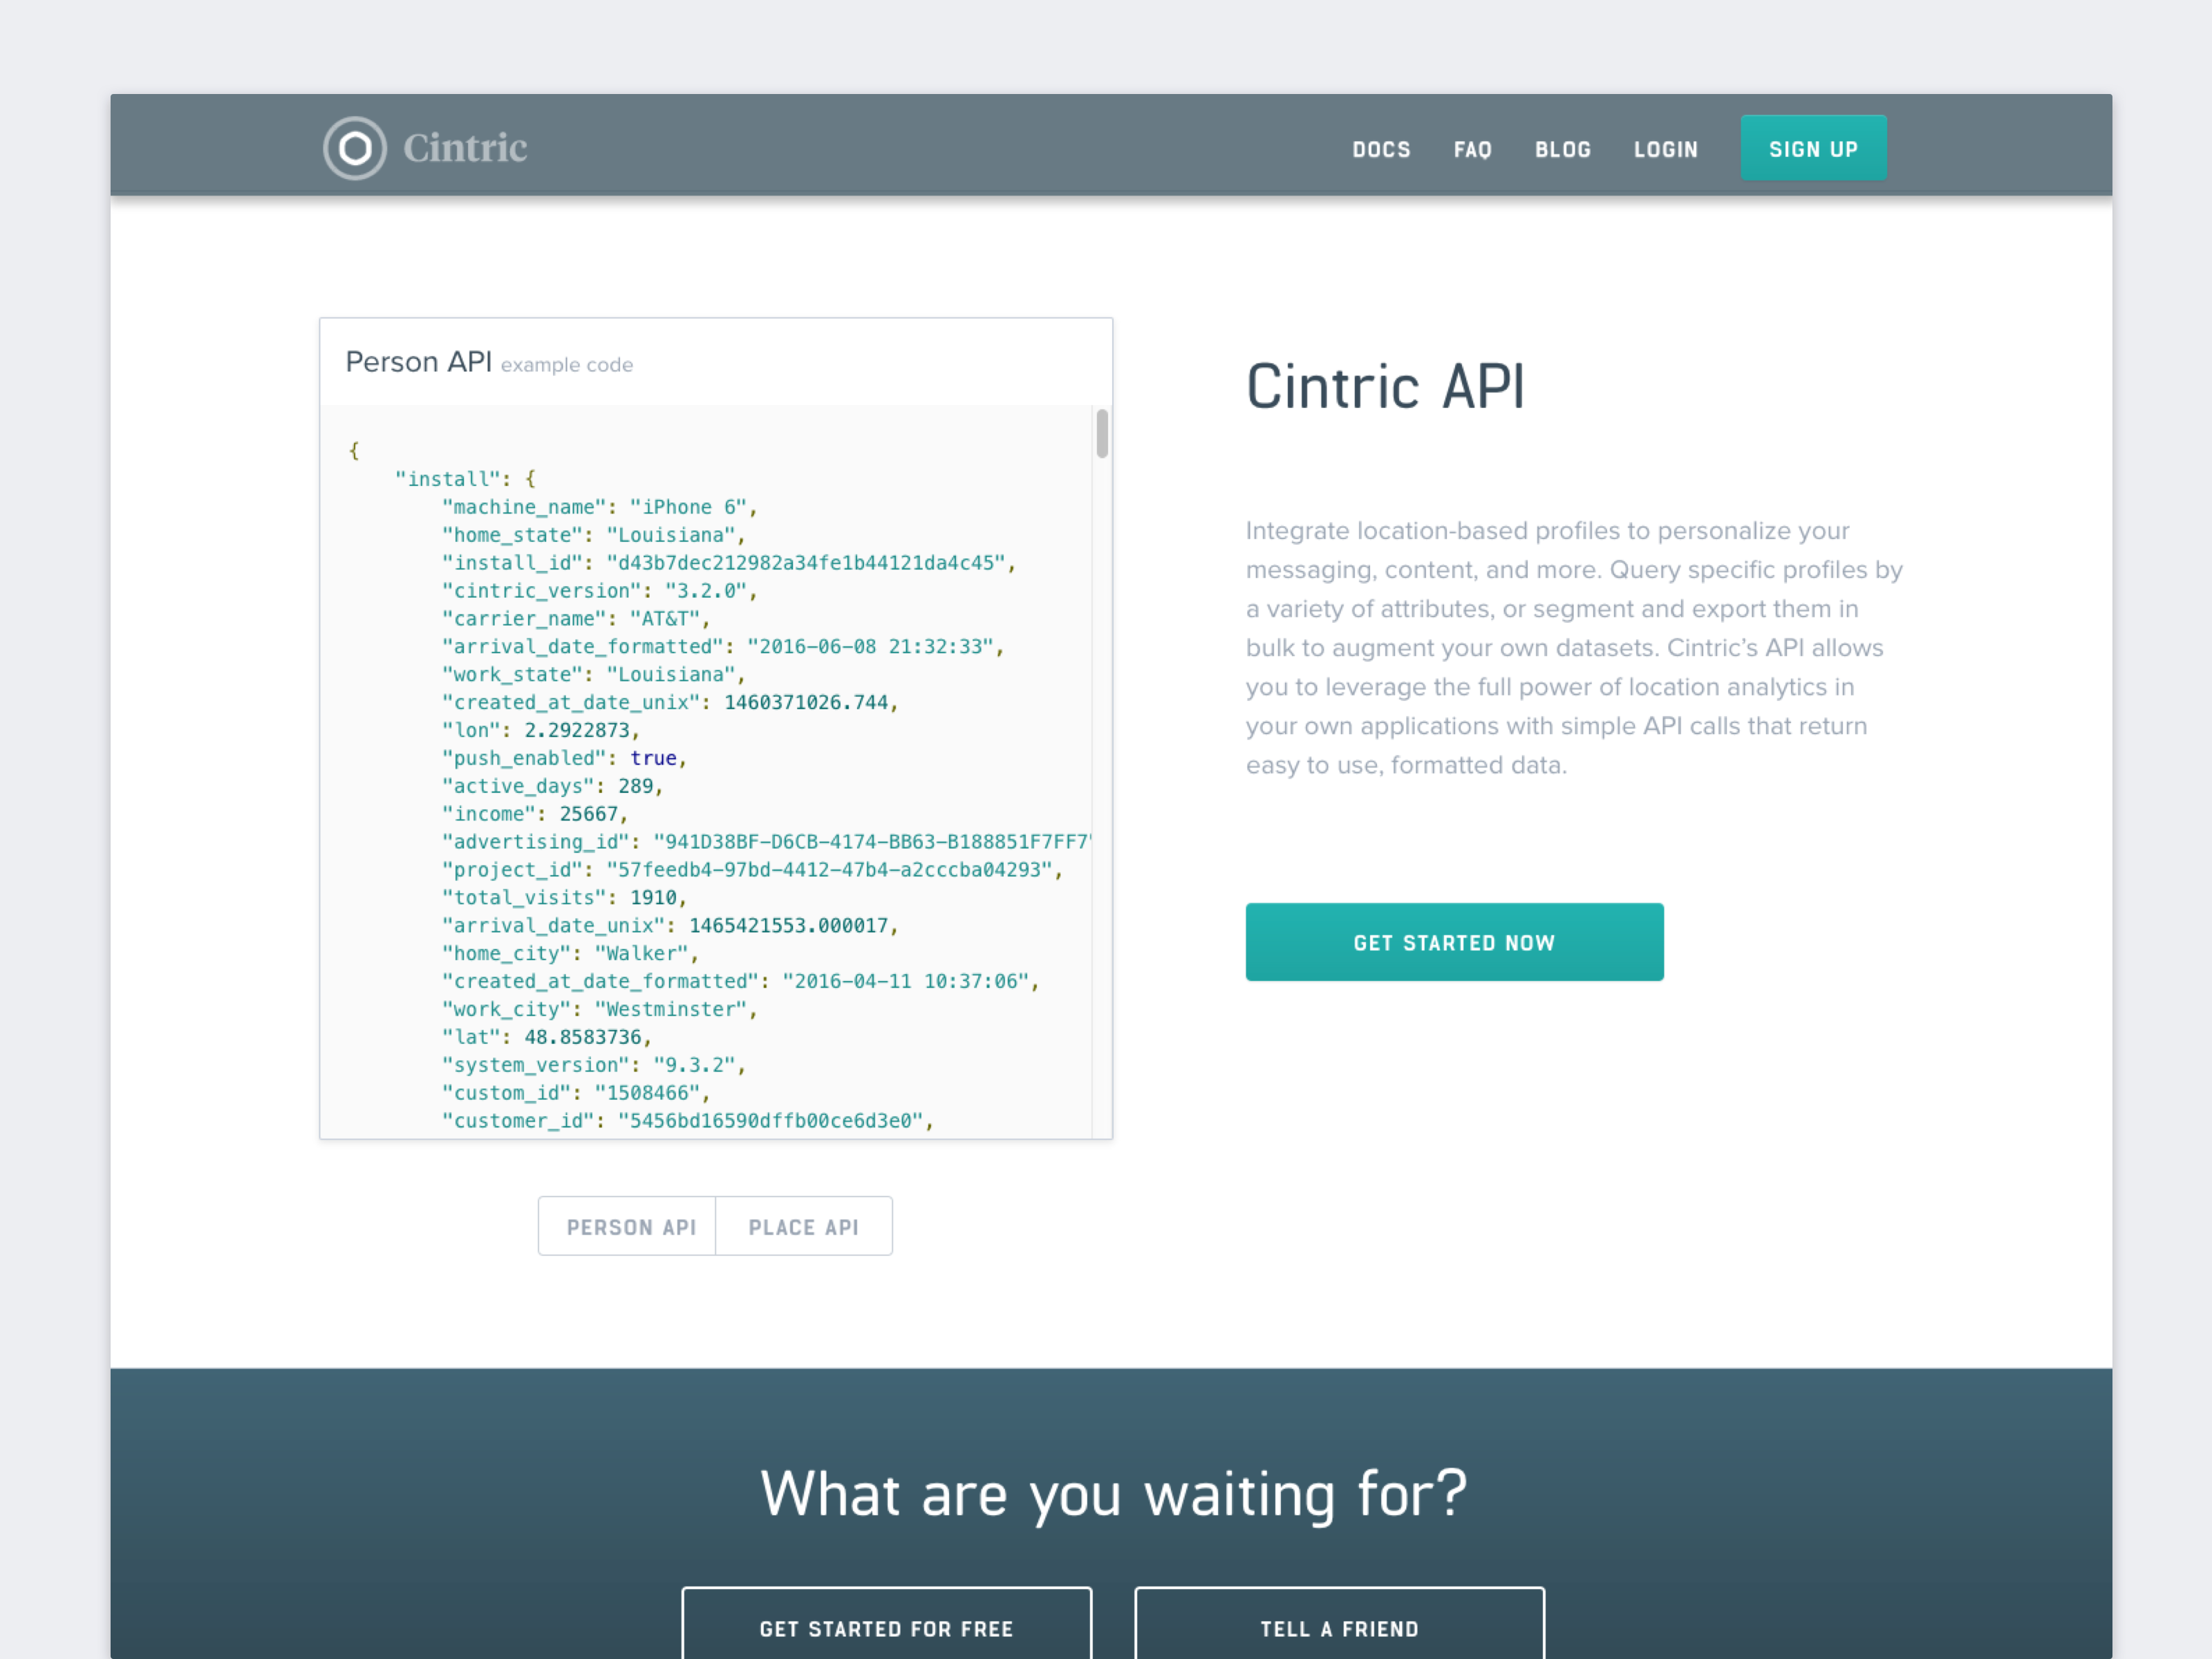 Cintric
DOCS FAQ BLOG LOGIN SIGN UP
Person API example code
{
"install": {
"machine_name": "iPhone 6",
"home_state": "Louisiana",
"install_id": "d43b7dec212982a34fe1b44121da4c45",
"cintric_version": "3.2.0",
"carrier_name": "AT&T",
"arrival_date_formatted": "2016-06-08 21:32:33",
"work_state": "Louisiana",
"created_at_date_unix": 1460371026.744,
"lon": 2.2922873,
"push_enabled": true,
"active_days": 289,
"income": 25667,
"advertising_id": "941D38BF-D6CB-4174-BB63-B188851F7FF7"
"project_id": "57feedb4-97bd-4412-47b4-a2cccba04293",
"total_visits": 1910,
"arrival_date_unix": 1465421553.000017,
"home_city": "Walker",
"created_at_date_formatted": "2016-04-11 10:37:06",
"work_city": "Westminster",
"lat": 48.8583736,
"system_version": "9.3.2",
"custom_id": "1508466",
"customer_id": "5456bd16590dffb00ce6d3e0",
PERSON API PLACE API
Cintric API
Integrate location-based profiles to personalize your
messaging, content, and more. Query specific profiles by
a variety of attributes, or segment and export them in
bulk to augment your own datasets. Cintric’s API allows
you to leverage the full power of location analytics in
your own applications with simple API calls that return
easy to use, formatted data.
GET STARTED NOW
What are you waiting for?
GET STARTED FOR FREE TELL A FRIEND